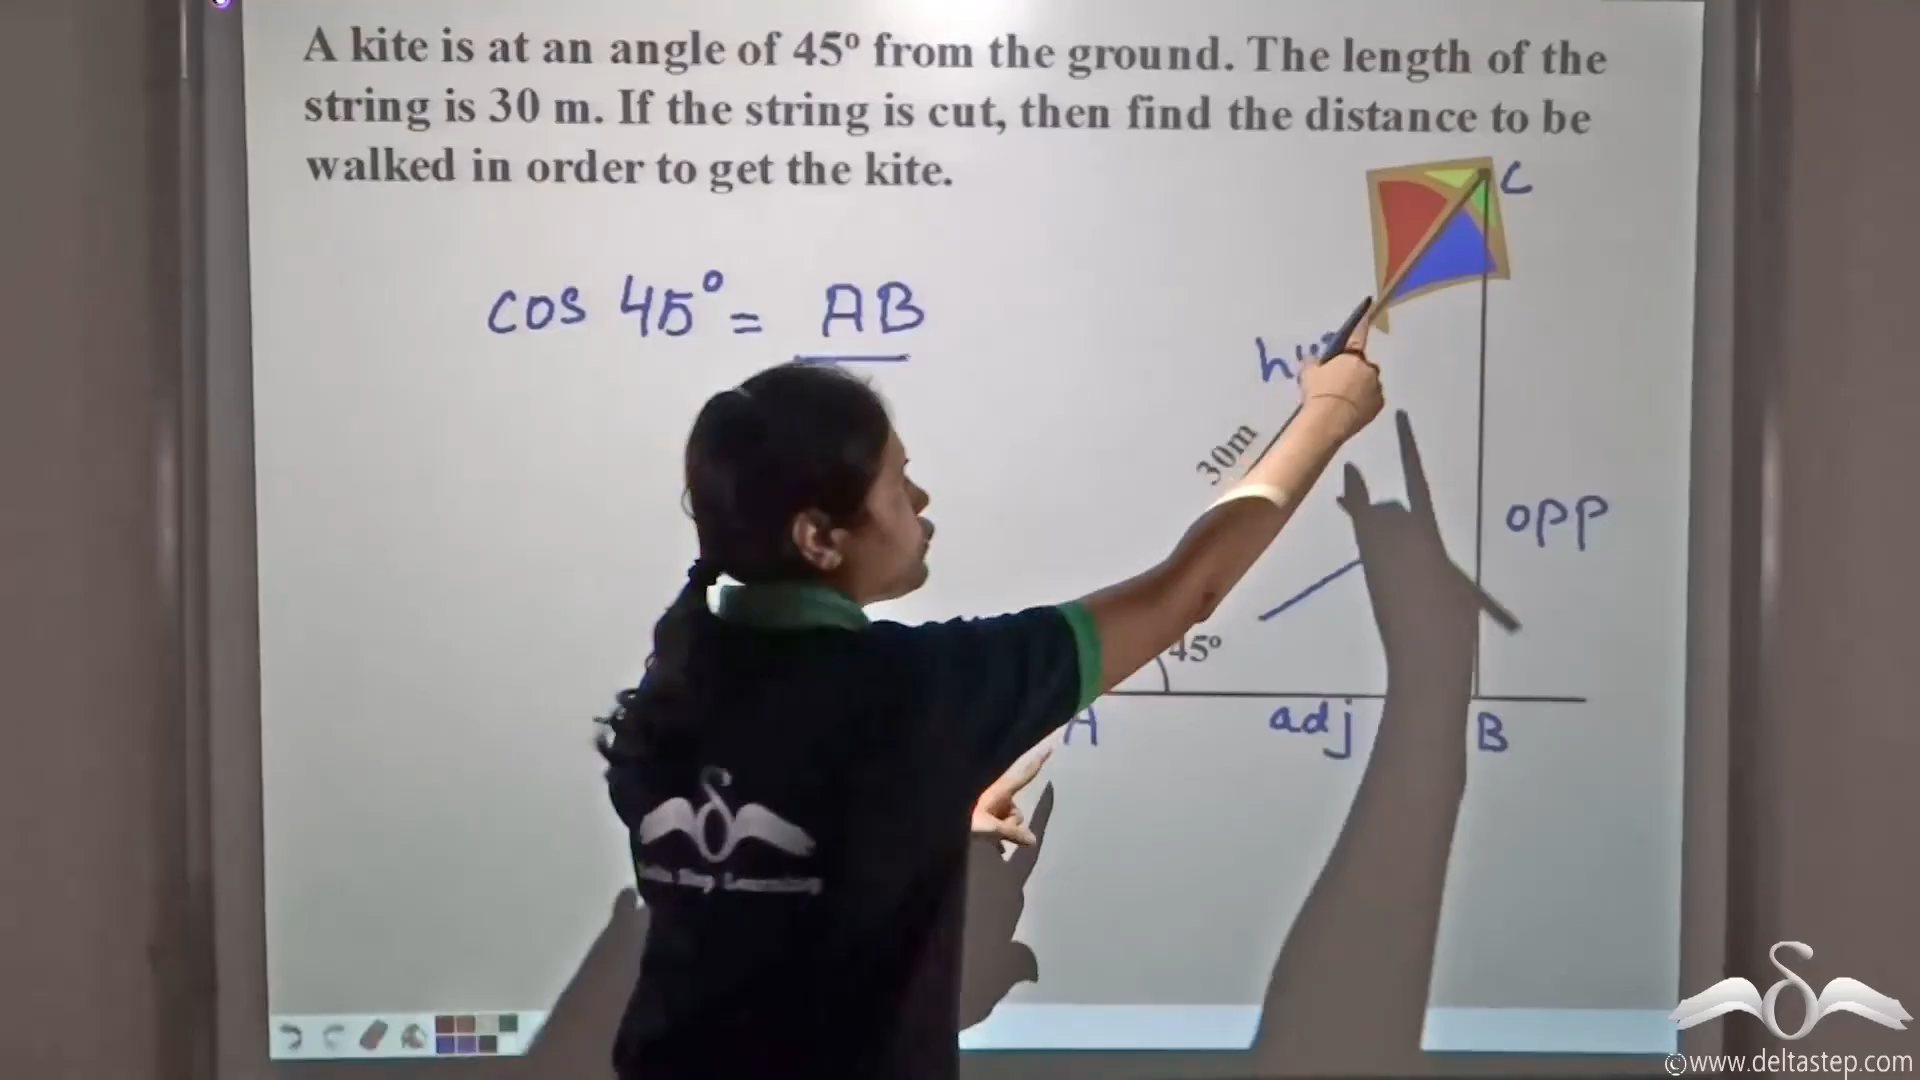 A kite is at an angle of 45º from the ground. The length of the
string is 30 m. If the string is cut, then find the distance to be
walked in order to get the kite.
C
cos 45° = AB
30m
opp
45º
A adj B
©www.deltastep.com